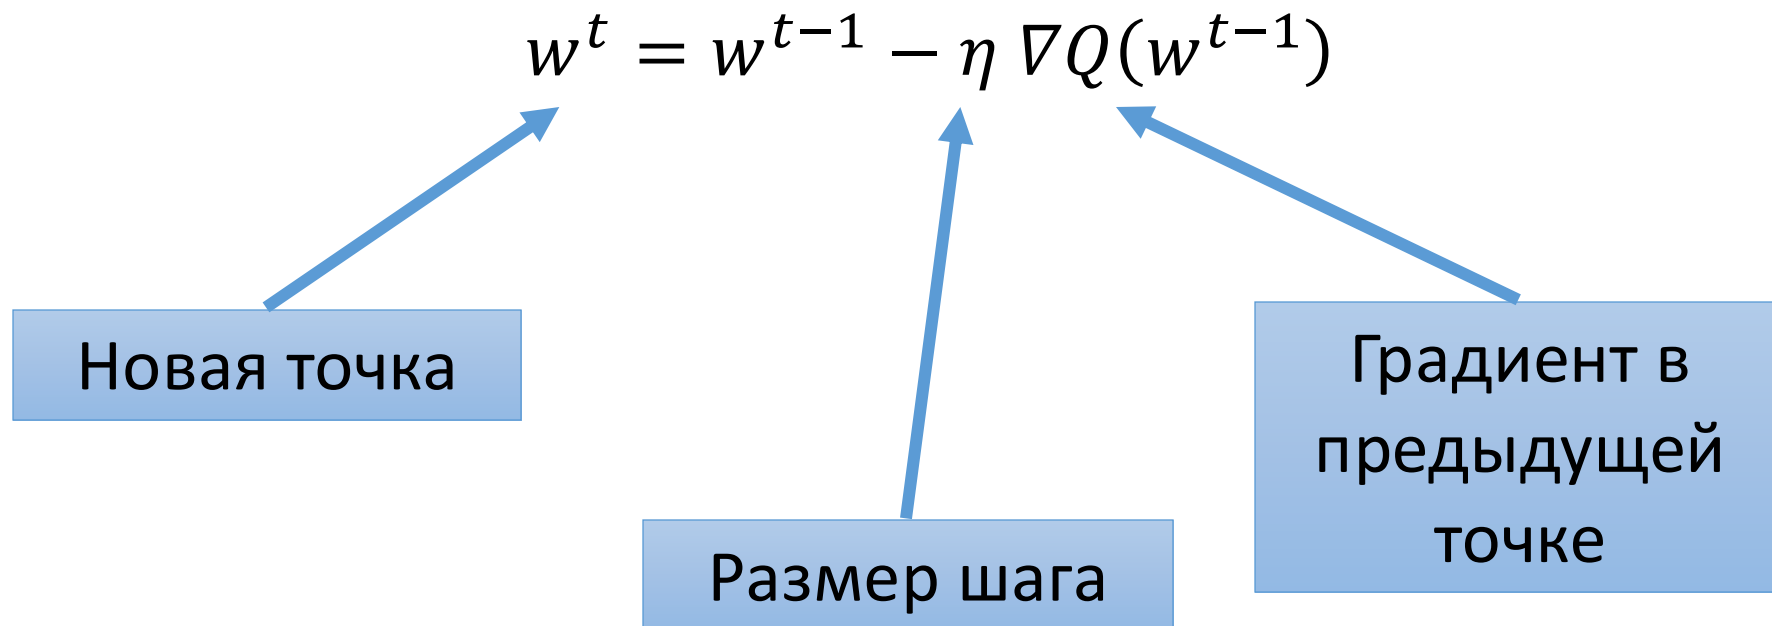 w^t = w^{t−1} − η ∇Q(w^{t−1})
Новая точка
Размер шага
Градиент в
предыдущей
точке